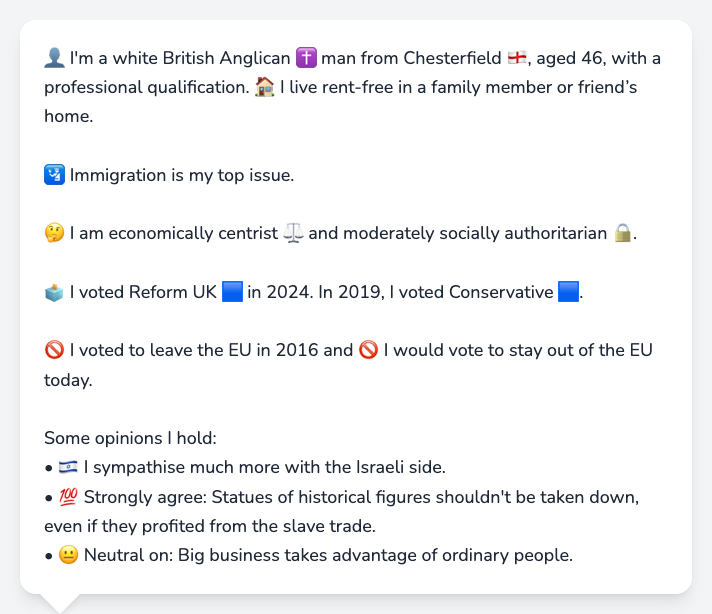 👤 I'm a white British Anglican ✝️ man from Chesterfield 🏴󠁧󠁢󠁥󠁮󠁧󠁿, aged 46, with a
professional qualification. 🏠 I live rent-free in a family member or friend’s
home.
🛂 Immigration is my top issue.
🤔 I am economically centrist ⚖️ and moderately socially authoritarian 🔒.
🗳️ I voted Reform UK 🟦 in 2024. In 2019, I voted Conservative 🟦.
🚫 I voted to leave the EU in 2016 and 🚫 I would vote to stay out of the EU
today.
Some opinions I hold:
• 🇮🇱 I sympathise much more with the Israeli side.
• 💯 Strongly agree: Statues of historical figures shouldn't be taken down,
even if they profited from the slave trade.
• 😐 Neutral on: Big business takes advantage of ordinary people.